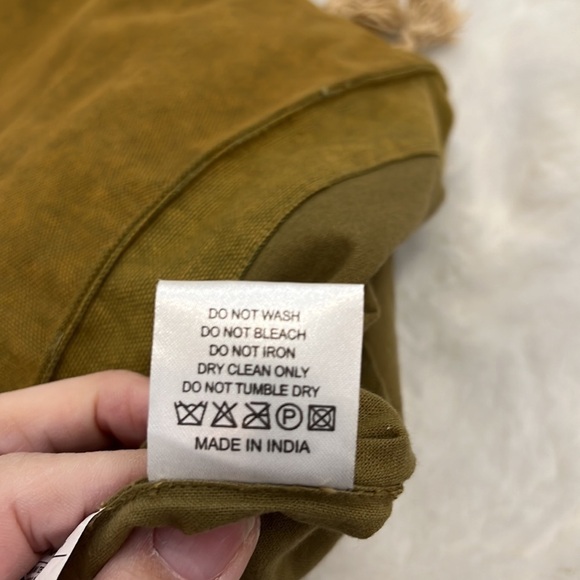 DO NOT WASH
DO NOT BLEACH
DO NOT IRON
DRY CLEAN ONLY
DO NOT TUMBLE DRY
P
MADE IN INDIA